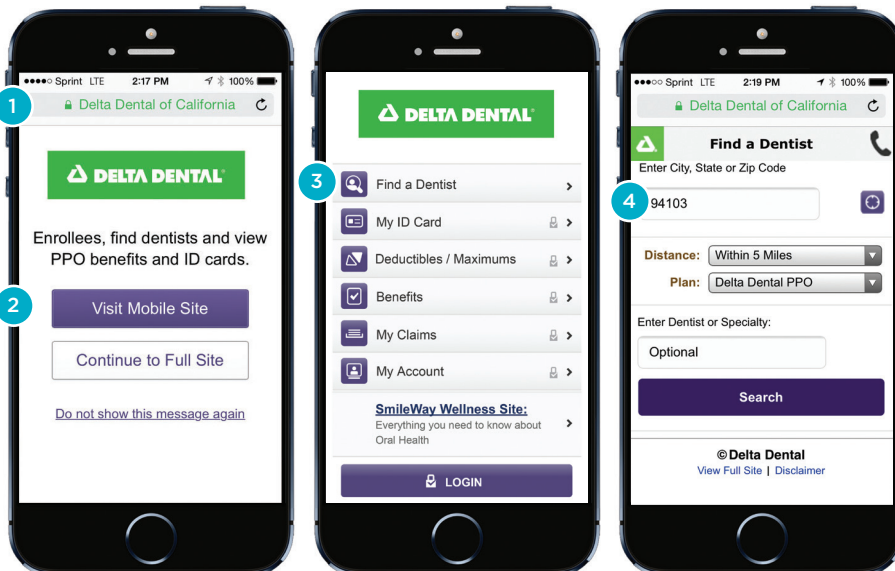 1
Sprint LTE 2:17 PM 100%
Delta Dental of California
DELTA DENTAL
Enrollees, find dentists and view
PPO benefits and ID cards.
2
Visit Mobile Site
Continue to Full Site
Do not show this message again
DELTA DENTAL
3
Find a Dentist
My ID Card
Deductibles / Maximums
Benefits
My Claims
My Account
SmileWay Wellness Site:
Everything you need to know about
Oral Health
LOGIN
Sprint LTE 2:19 PM 100%
Delta Dental of California
Find a Dentist
Enter City, State or Zip Code
4
94103
Distance: Within 5 Miles
Plan: Delta Dental PPO
Enter Dentist or Specialty:
Optional
Search
© Delta Dental
View Full Site | Disclaimer